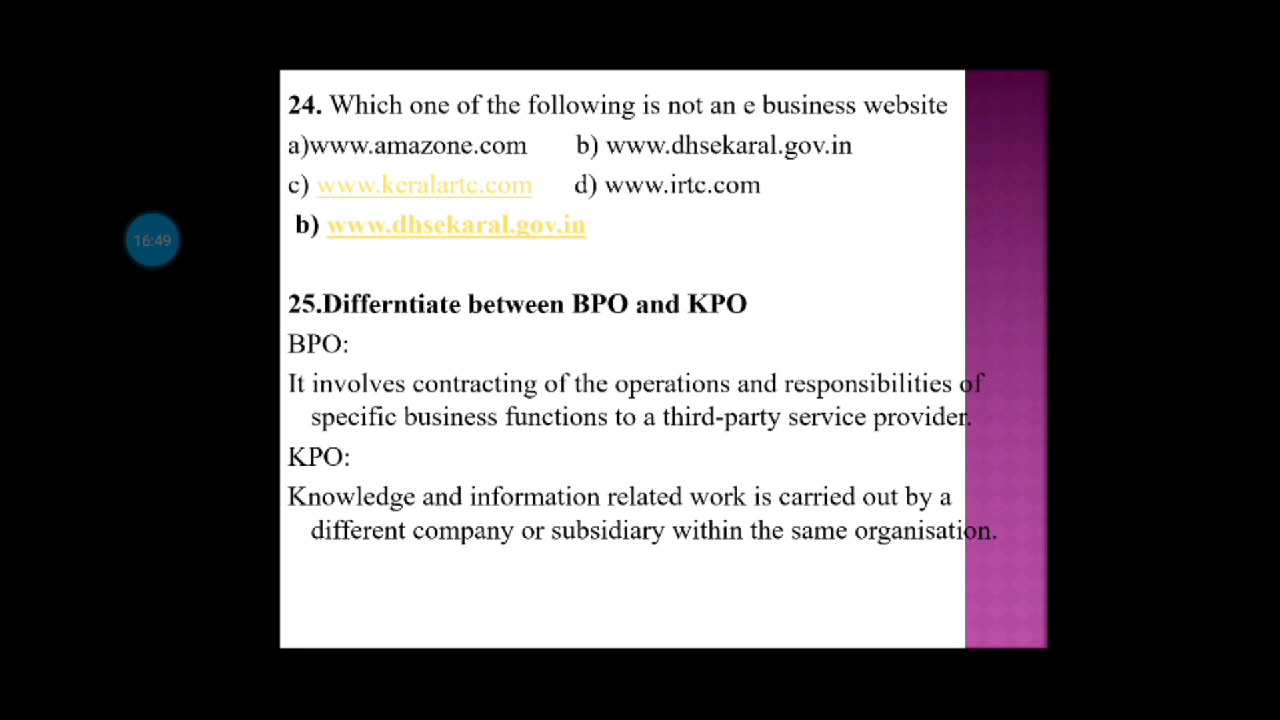 24. Which one of the following is not an e business website
a)www.amazone.com b) www.dhsekaral.gov.in
c) www.keralartc.com d) www.irtc.com
b) www.dhsekaral.gov.in
16:49
25.Differntiate between BPO and KPO
BPO:
It involves contracting of the operations and responsibilities of
specific business functions to a third-party service provider.
KPO:
Knowledge and information related work is carried out by a
different company or subsidiary within the same organisation.